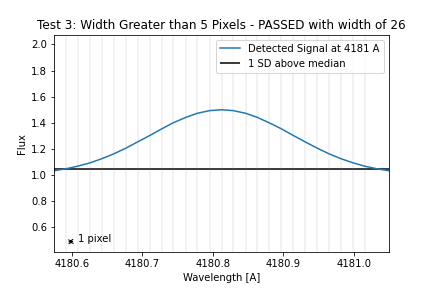 Test 3: Width Greater than 5 Pixels - PASSED with width of 26
2.0
1.8
1.6
1.4
1.2
1.0
0.8
0.6
Flux
Detected Signal at 4181 A
1 SD above median
1 pixel
4180.6 4180.7 4180.8 4180.9 4181.0
Wavelength [A]